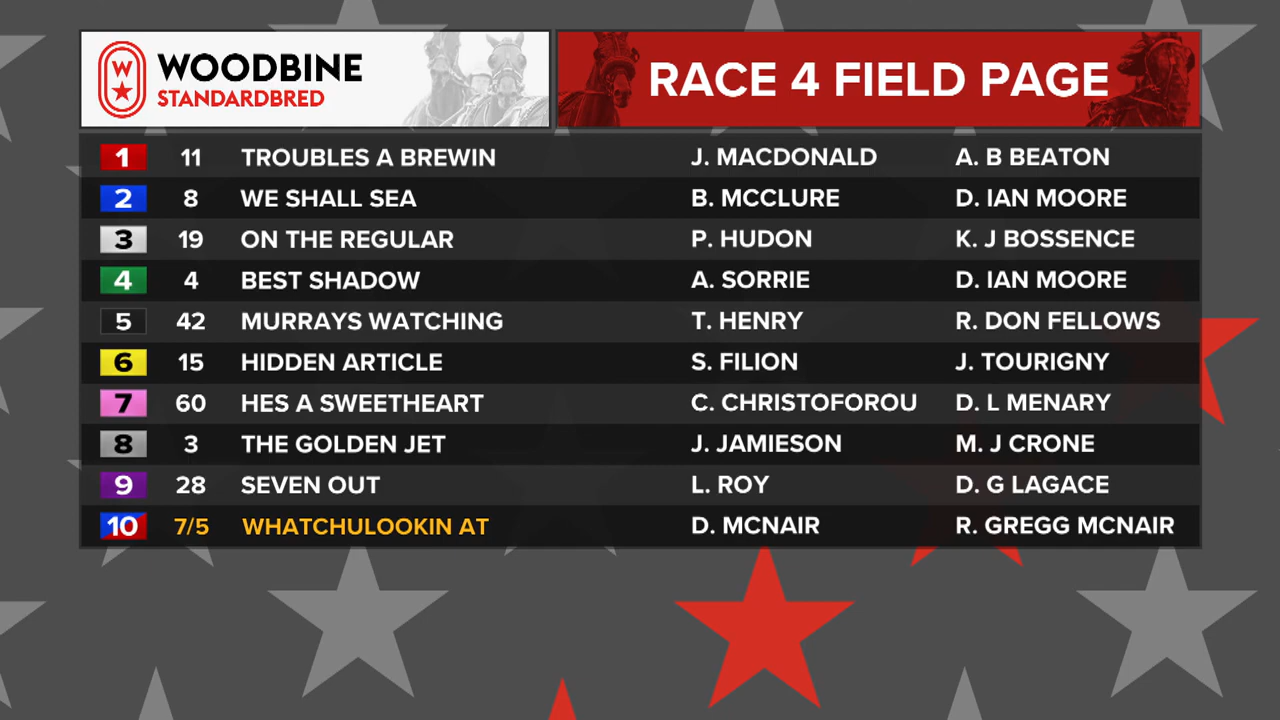 W
WOODBINE
STANDARDBRED
RACE 4 FIELD PAGE
1 11 TROUBLES A BREWIN J. MACDONALD A. B BEATON
2 8 WE SHALL SEA B. MCCLURE D. IAN MOORE
3 19 ON THE REGULAR P. HUDON K. J BOSSENCE
4 4 BEST SHADOW A. SORRIE D. IAN MOORE
5 42 MURRAYS WATCHING T. HENRY R. DON FELLOWS
6 15 HIDDEN ARTICLE S. FILION J. TOURIGNY
7 60 HES A SWEETHEART C. CHRISTOFOROU D. L MENARY
8 3 THE GOLDEN JET J. JAMIESON M. J CRONE
9 28 SEVEN OUT L. ROY D. G LAGACE
10 7/5 WHATCHULOOKIN AT D. MCNAIR R. GREGG MCNAIR